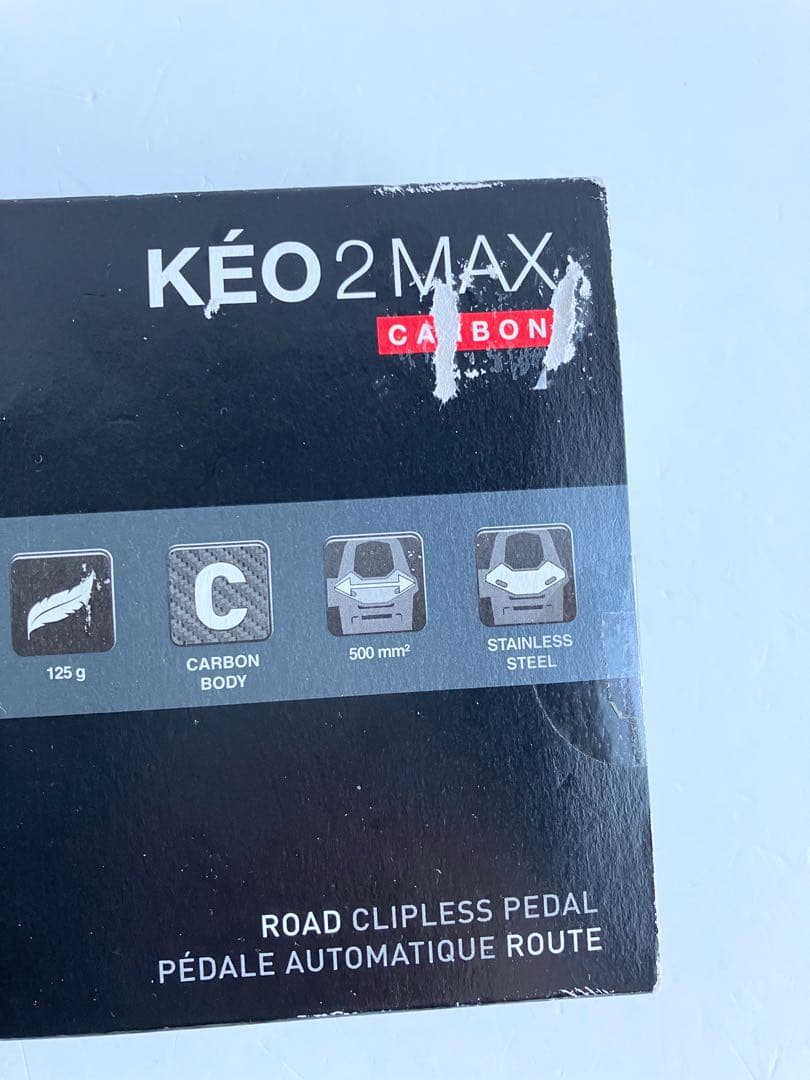 KÉO 2 MAX
CARBON
C
125 g
CARBON
BODY
500 mm²
STAINLESS
STEEL
ROAD CLIPLESS PEDAL
PÉDALE AUTOMATIQUE ROUTE